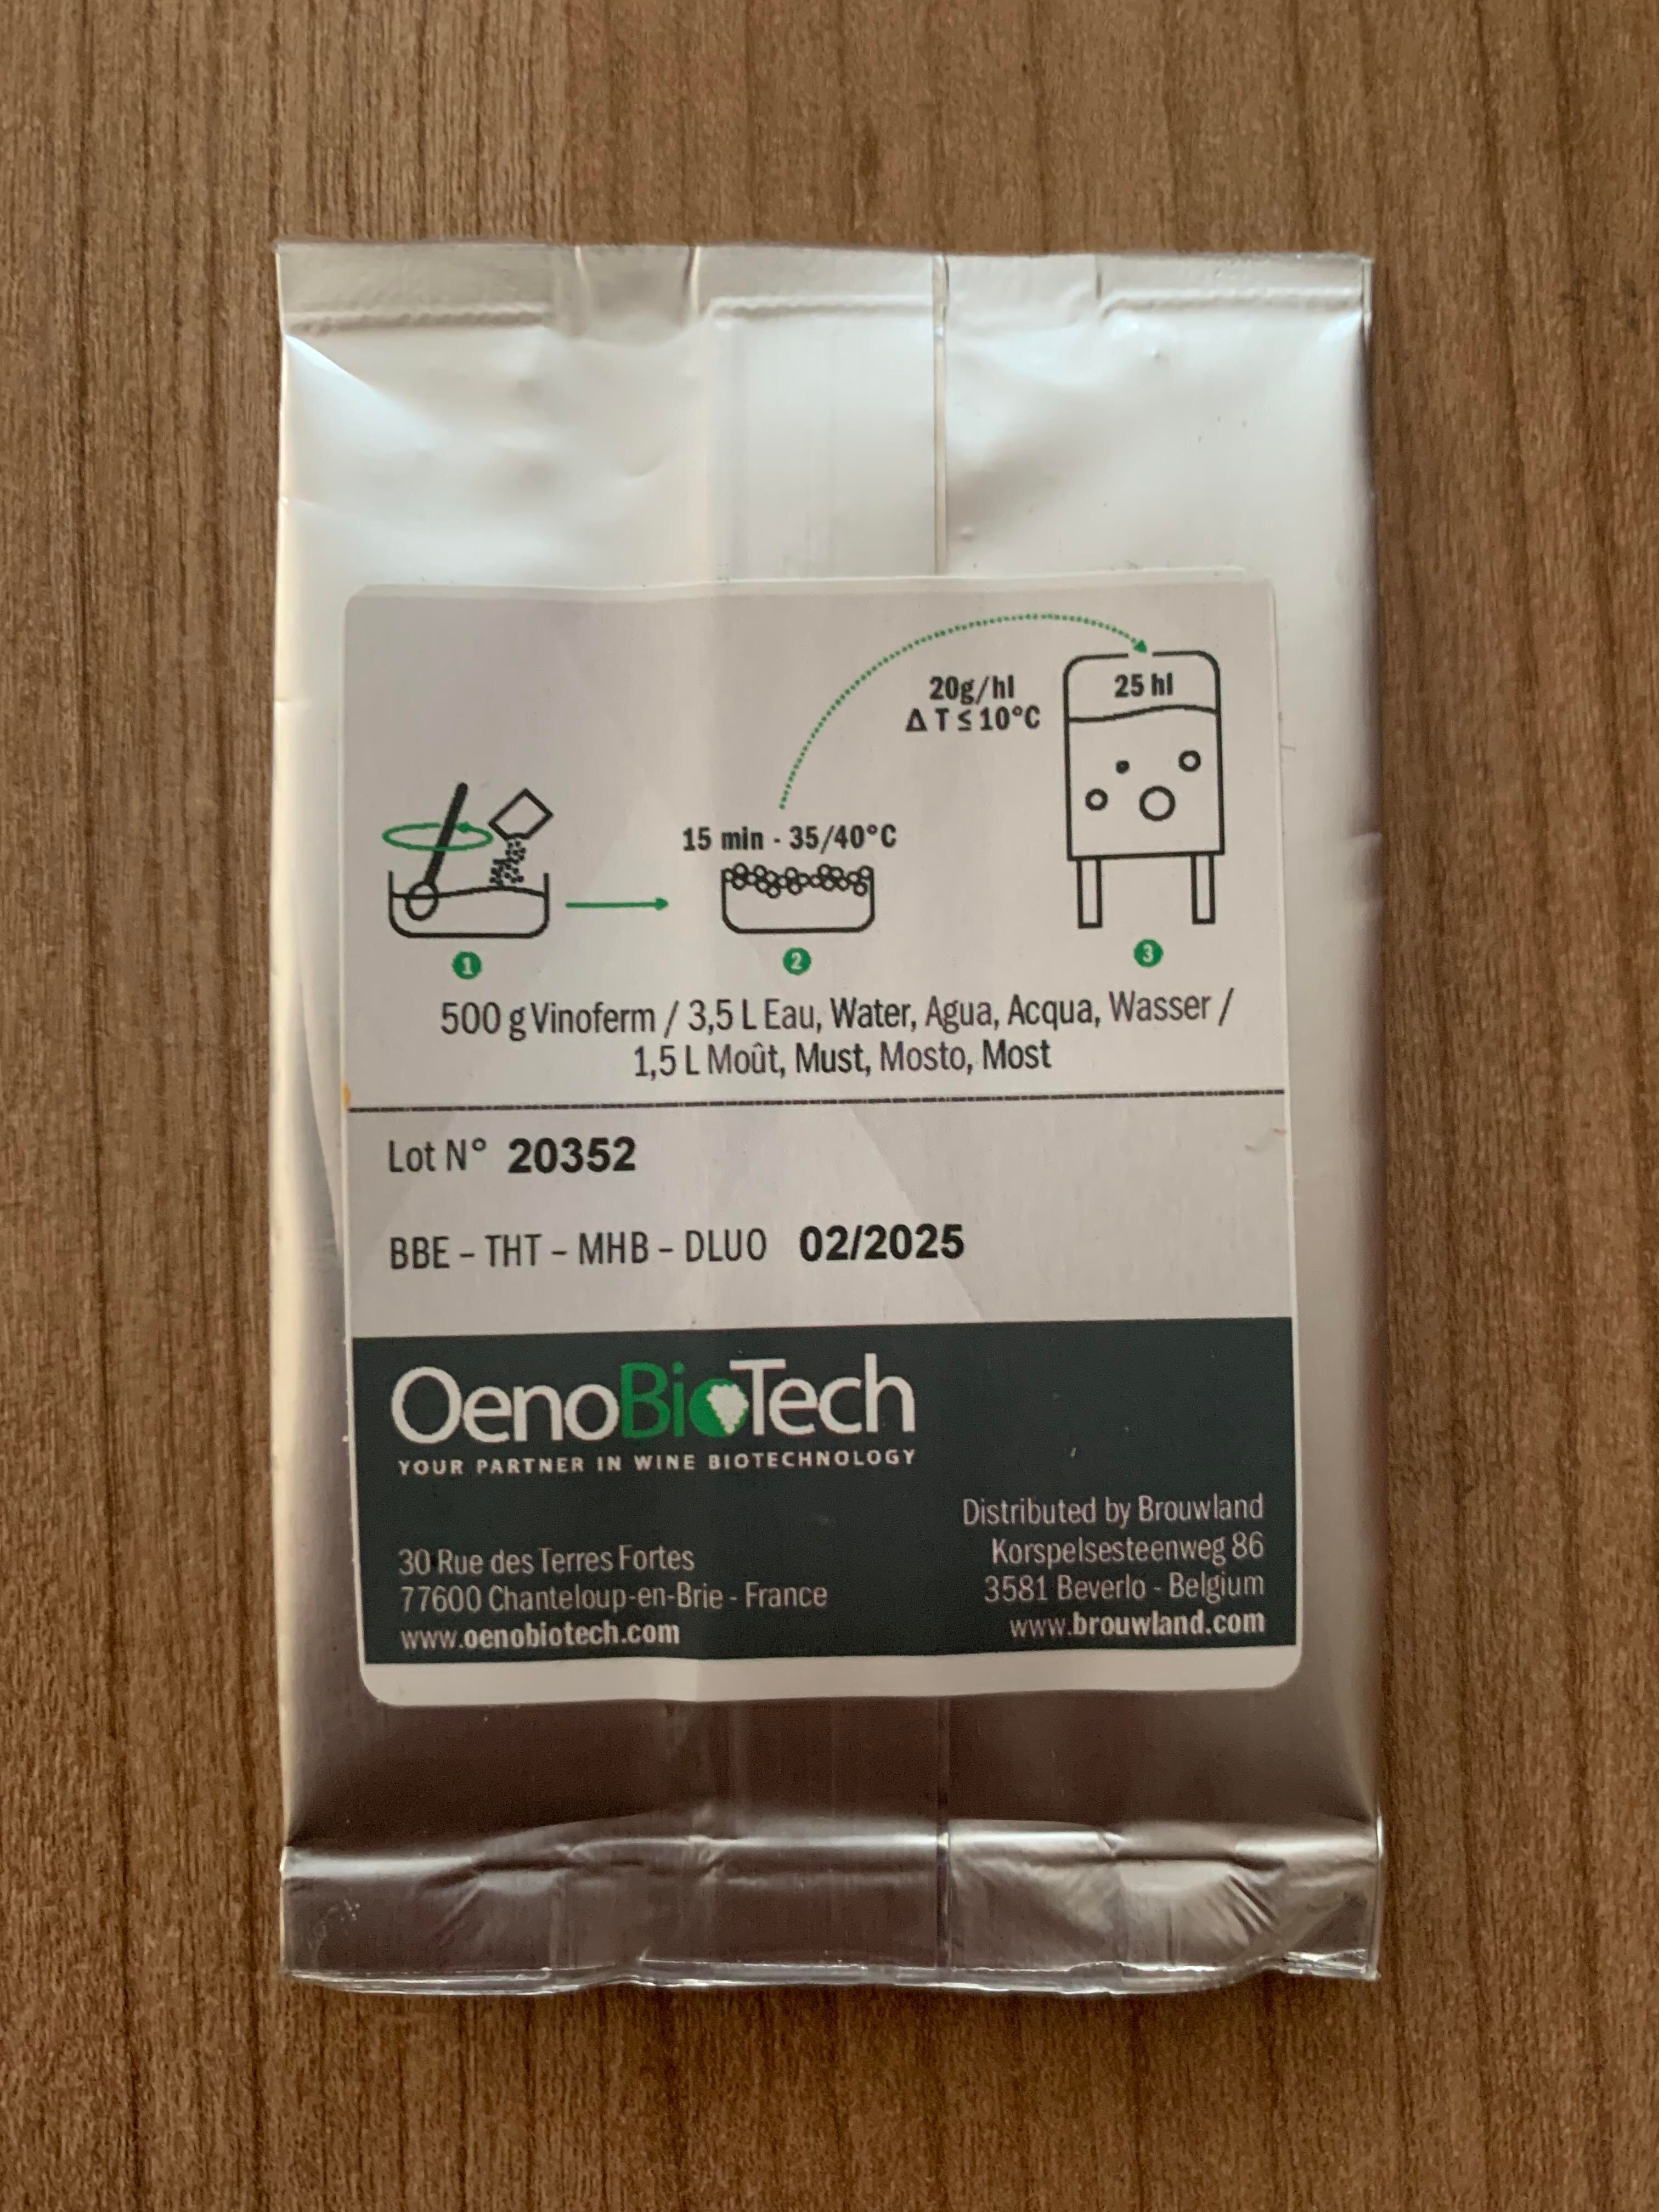 20g/hl
Δ T ≤ 10°C
25 hl
15 min - 35/40°C
1
2
3
500 g Vinoferm / 3,5 L Eau, Water, Agua, Acqua, Wasser /
1,5 L Moût, Must, Mosto, Most
Lot N° 20352
BBE – THT – MHB – DLUO 02/2025
OenoBioTech
YOUR PARTNER IN WINE BIOTECHNOLOGY
30 Rue des Terres Fortes
77600 Chanteloup-en-Brie - France
www.oenobiotech.com
Distributed by Brouwland
Korspelsesteenweg 86
3581 Beverlo - Belgium
www.brouwland.com